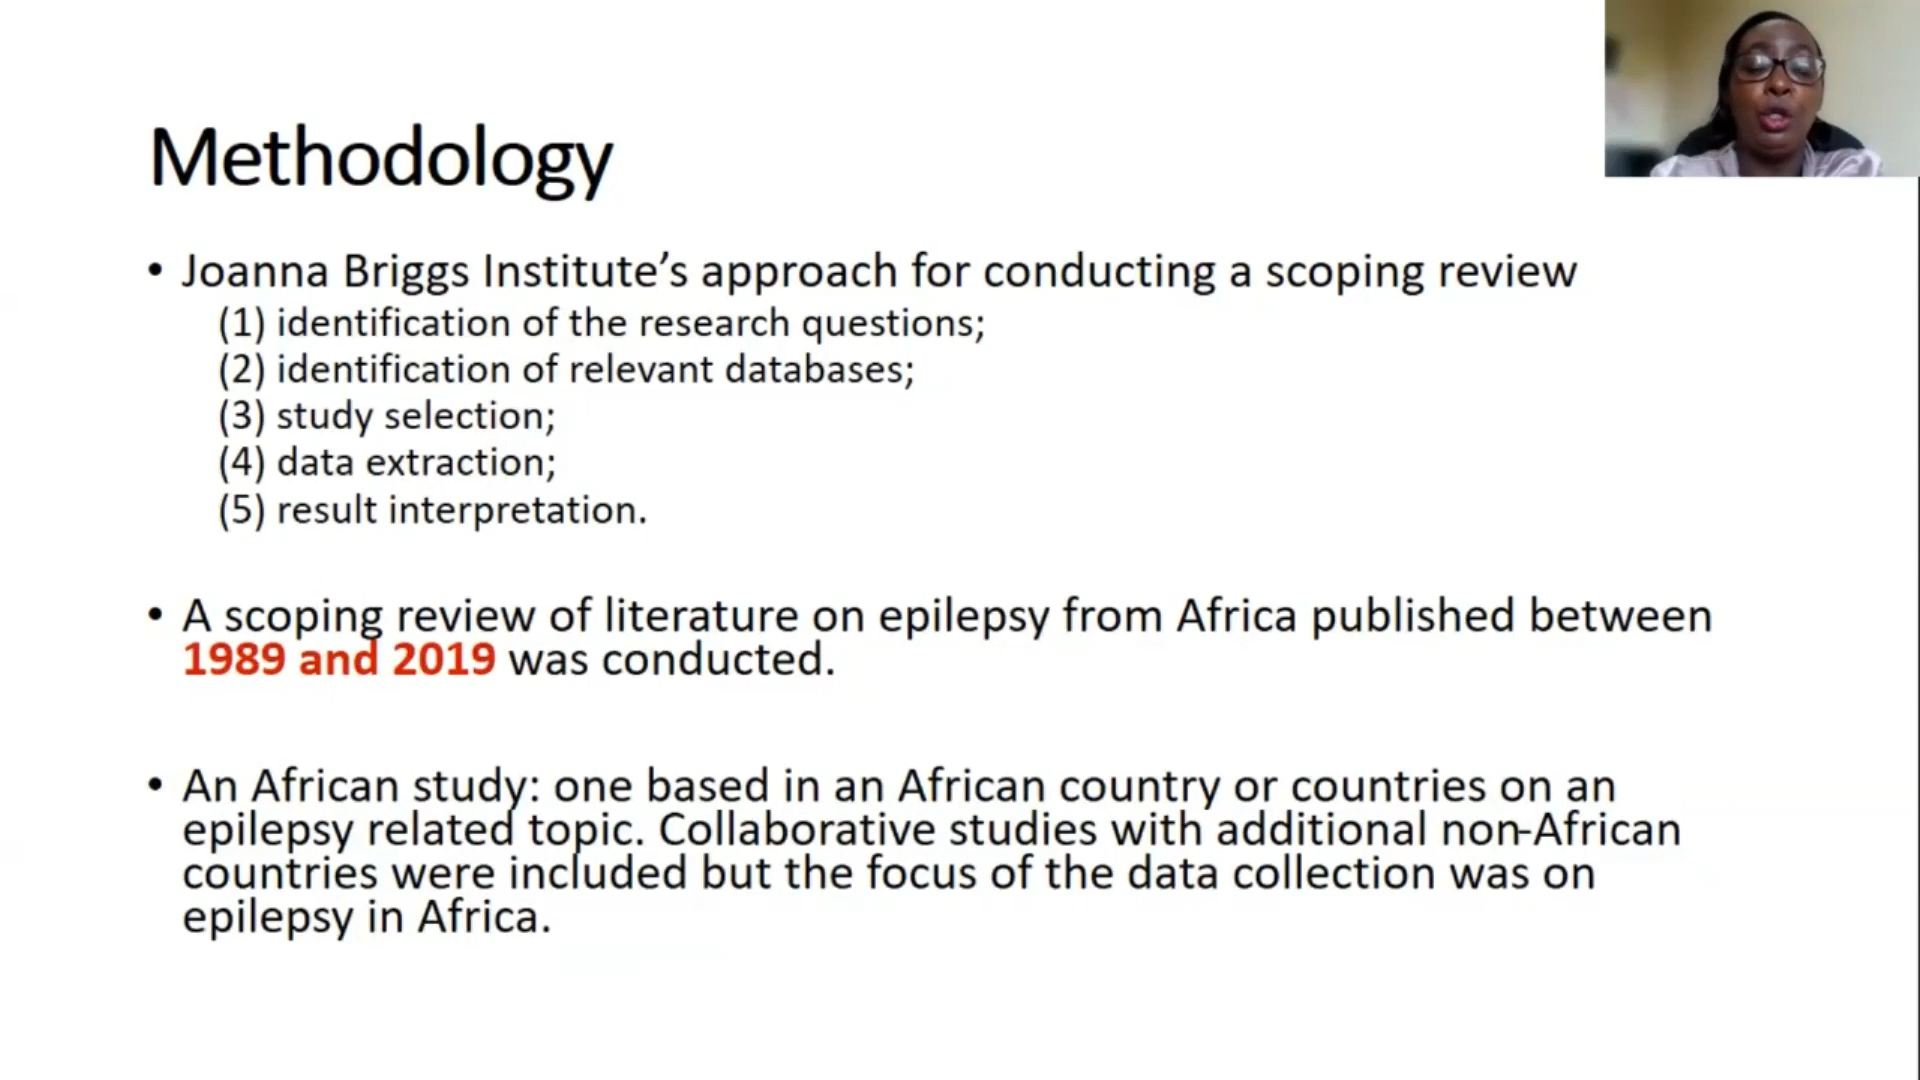 Methodology
• Joanna Briggs Institute’s approach for conducting a scoping review
(1) identification of the research questions;
(2) identification of relevant databases;
(3) study selection;
(4) data extraction;
(5) result interpretation.
• A scoping review of literature on epilepsy from Africa published between
1989 and 2019 was conducted.
• An African study: one based in an African country or countries on an
epilepsy related topic. Collaborative studies with additional non-African
countries were included but the focus of the data collection was on
epilepsy in Africa.